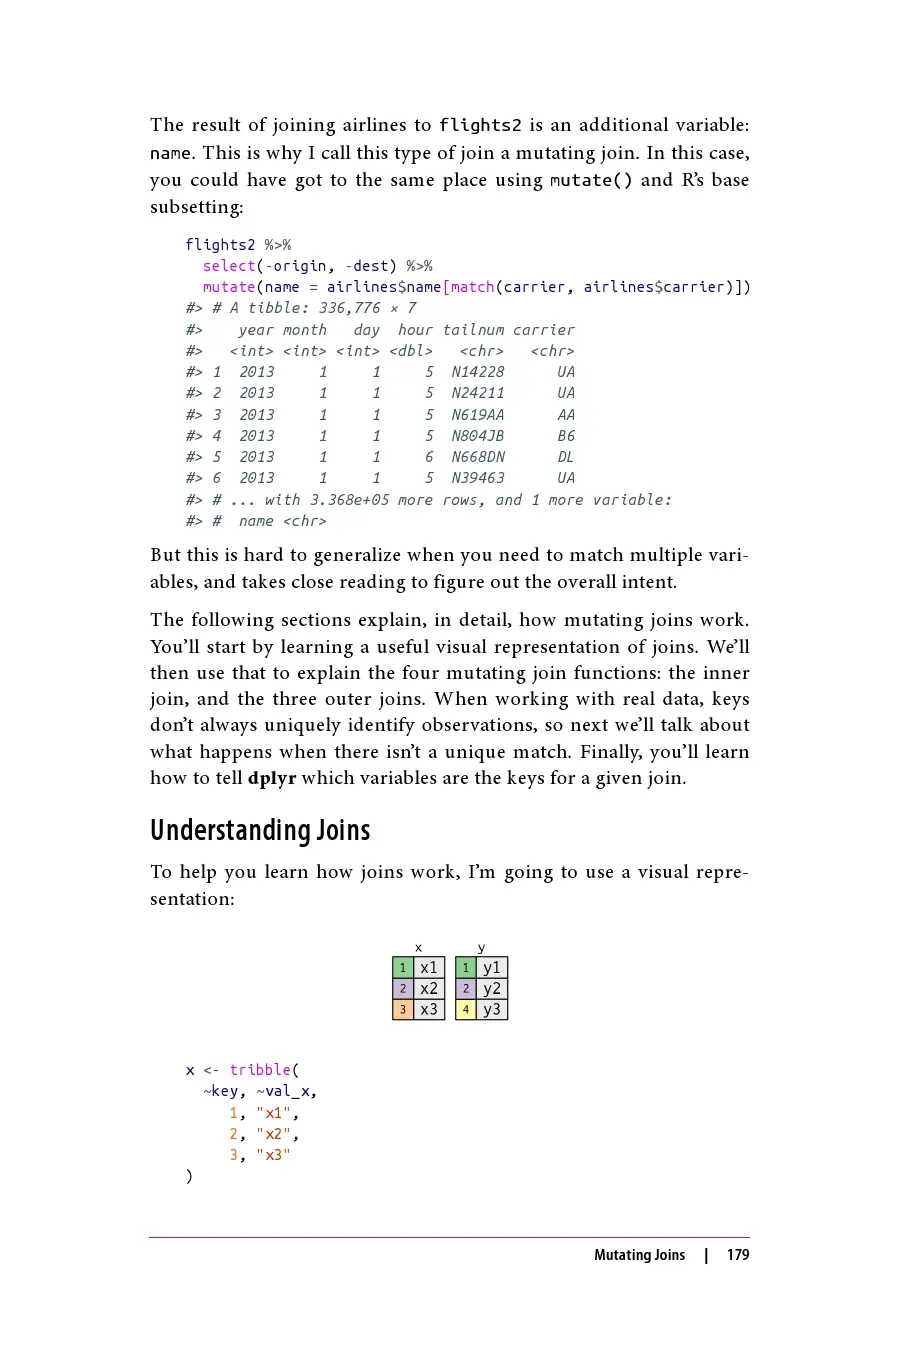 The result of joining airlines to flights2 is an additional variable:
name. This is why I call this type of join a mutating join. In this case,
you could have got to the same place using mutate() and R’s base
subsetting:
flights2 %>%
  select(-origin, -dest) %>%
  mutate(name = airlines$name[match(carrier, airlines$carrier)])
#> # A tibble: 336,776 × 7
#>    year month   day  hour tailnum carrier
#>   <int> <int> <int> <dbl>   <chr>   <chr>
#> 1  2013     1     1     5  N14228      UA
#> 2  2013     1     1     5  N24211      UA
#> 3  2013     1     1     5  N619AA      AA
#> 4  2013     1     1     5  N804JB      B6
#> 5  2013     1     1     6  N668DN      DL
#> 6  2013     1     1     5  N39463      UA
#> # ... with 3.368e+05 more rows, and 1 more variable:
#> #  name <chr>
But this is hard to generalize when you need to match multiple vari-
ables, and takes close reading to figure out the overall intent.
The following sections explain, in detail, how mutating joins work.
You’ll start by learning a useful visual representation of joins. We’ll
then use that to explain the four mutating join functions: the inner
join, and the three outer joins. When working with real data, keys
don’t always uniquely identify observations, so next we’ll talk about
what happens when there isn’t a unique match. Finally, you’ll learn
how to tell dplyr which variables are the keys for a given join.
Understanding Joins
To help you learn how joins work, I’m going to use a visual repre-
sentation:
x y
1 x1 1 y1
2 x2 2 y2
3 x3 4 y3
x <- tribble(
  ~key, ~val_x,
     1, "x1",
     2, "x2",
     3, "x3"
)
Mutating Joins | 179